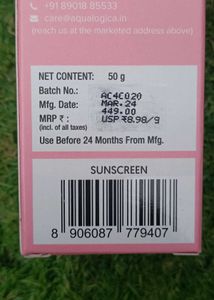 +91 89018 85533
care@aqualogica.in
(reach us at the marketed address above)
NET CONTENT: 50 g
Batch No.: AC4C020
Mfg. Date: MAR.24
MRP ₹ : 449.00
(incl. of all taxes) USP ₹8.98/g
Use Before 24 Months From Mfg.
SUNSCREEN
8 906087 779407